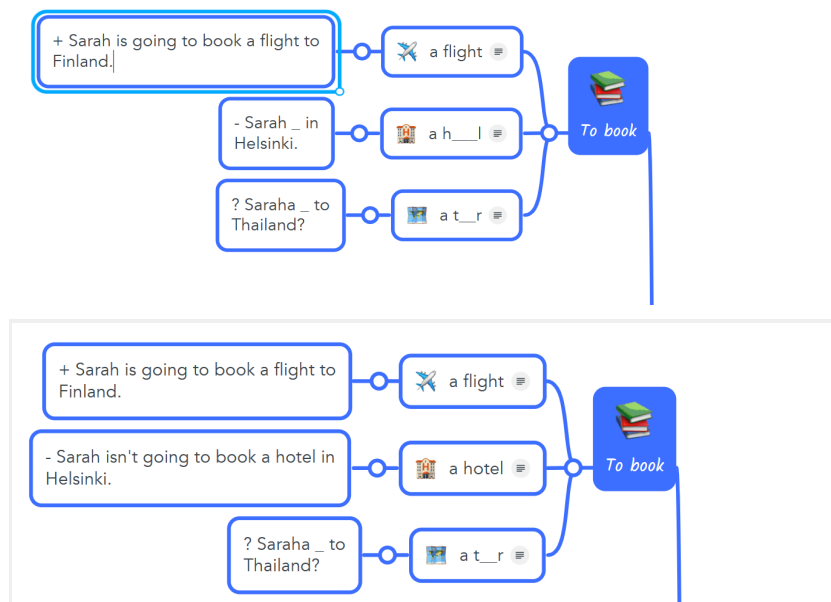 + Sarah is going to book a flight to
Finland.
a flight
- Sarah _ in
Helsinki.
a h___l
To book
? Saraha _ to
Thailand?
a t__r
+ Sarah is going to book a flight to
Finland.
a flight
- Sarah isn't going to book a hotel in
Helsinki.
a hotel
To book
? Saraha _ to
Thailand?
a t__r